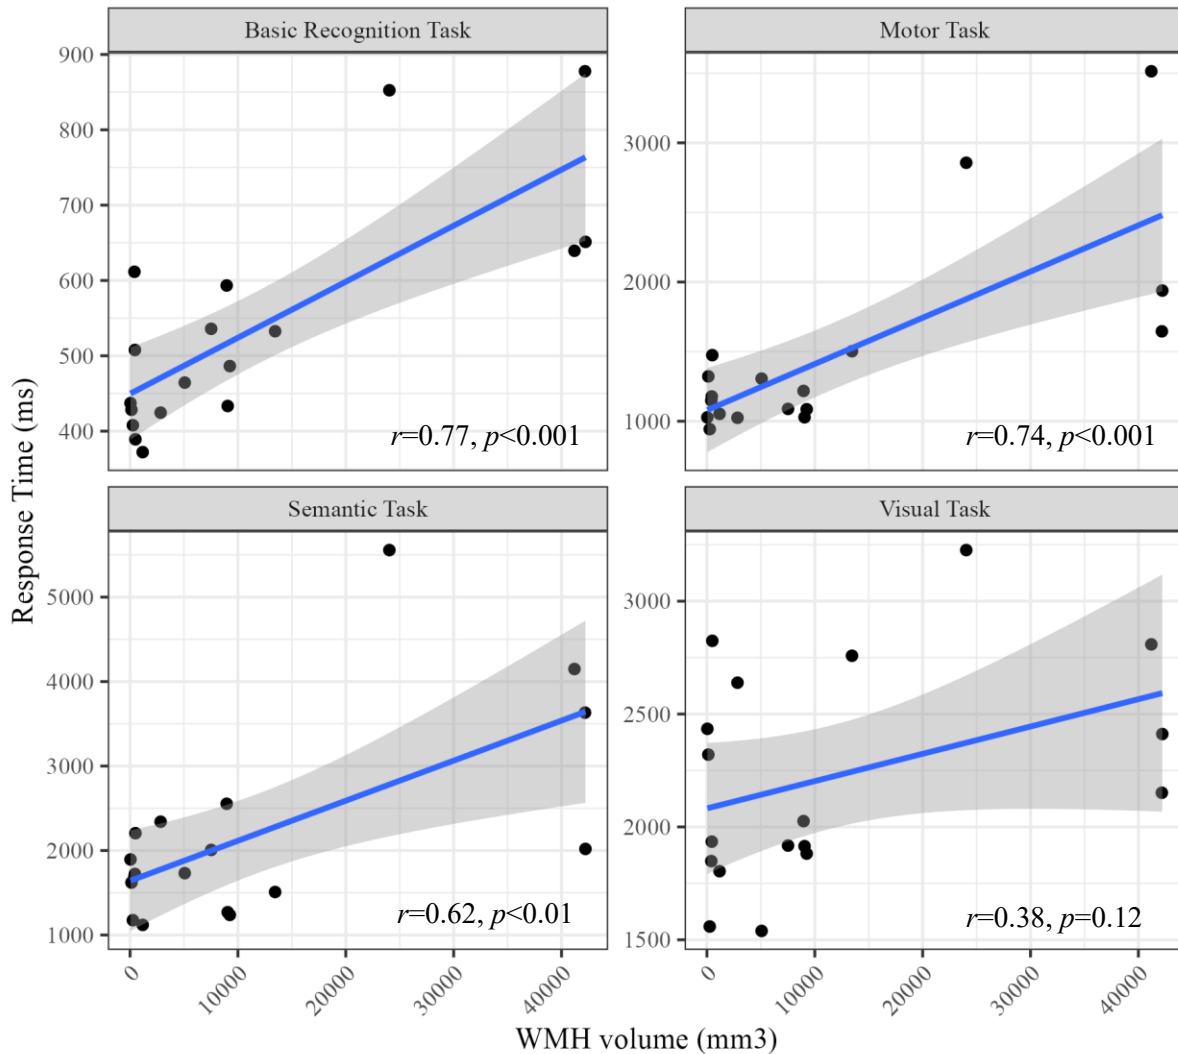 Basic Recognition Task
Motor Task
900
800
700
600
500
400
3000
2000
1000
r=0.77, p<0.001
r=0.74, p<0.001
Response Time (ms)
Semantic Task
Visual Task
5000
4000
3000
2000
1000
3000
2500
2000
1500
r=0.62, p<0.01
r=0.38, p=0.12
0
10000
20000
30000
40000
0
10000
20000
30000
40000
WMH volume (mm3)